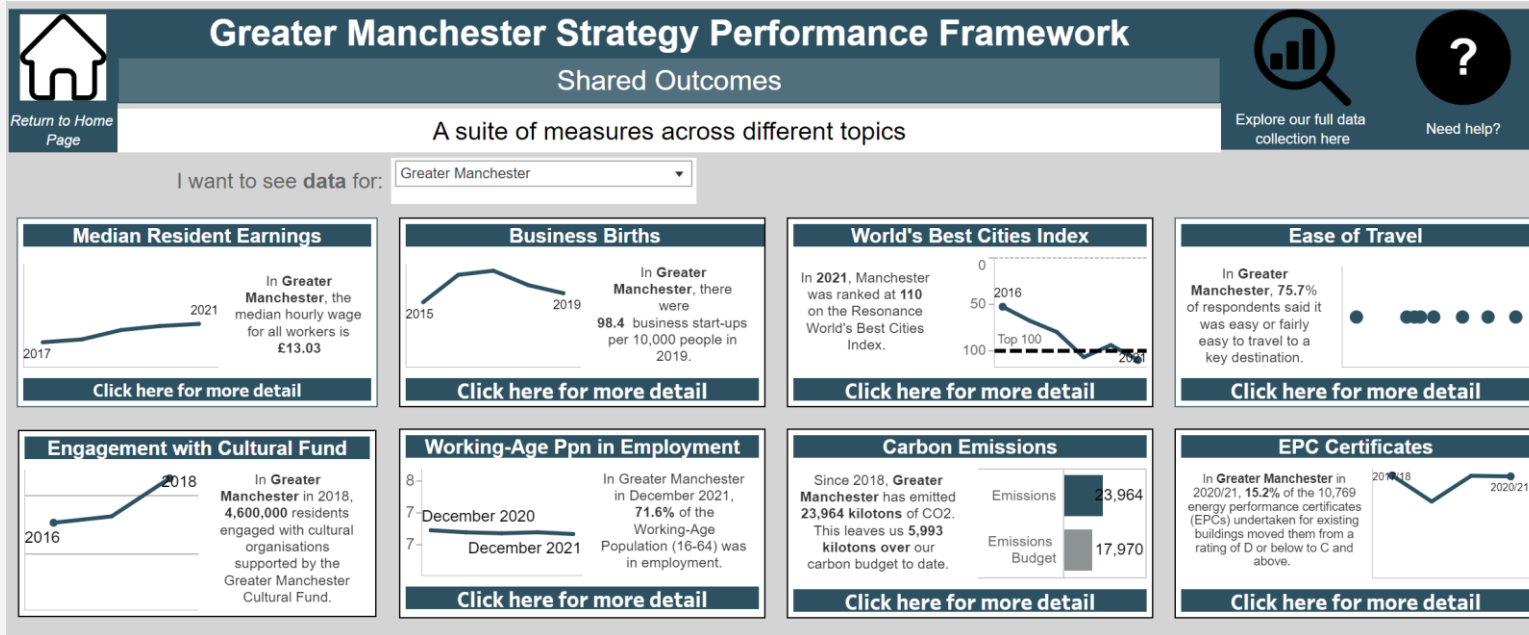 Greater Manchester Strategy Performance Framework
Shared Outcomes
A suite of measures across different topics
Return to Home
Page
?
Explore our full data
collection here
Need help?
I want to see data for:
Greater Manchester
Median Resident Earnings
2017
2021
In Greater
Manchester, the
median hourly wage
for all workers is
£13.03
Click here for more detail
Business Births
2015
2019
In Greater
Manchester, there
were
98.4 business start-ups
per 10,000 people in
2019.
Click here for more detail
World's Best Cities Index
In 2021, Manchester
was ranked at 110
on the Resonance
World's Best Cities
Index.
0
50
100
2016
Top 100
2021
Click here for more detail
Ease of Travel
In Greater
Manchester, 75.7%
of respondents said it
was easy or fairly
easy to travel to a
key destination.
Click here for more detail
Engagement with Cultural Fund
2016
2018
In Greater
Manchester in 2018,
4,600,000 residents
engaged with cultural
organisations
supported by the
Greater Manchester
Cultural Fund.
Working-Age Ppn in Employment
8
7
7
December 2020
December 2021
In Greater Manchester
in December 2021,
71.6% of the
Working-Age
Population (16-64) was
in employment.
Click here for more detail
Carbon Emissions
Since 2018, Greater
Manchester has emitted
23,964 kilotons of CO2.
This leaves us 5,993
kilotons over our
carbon budget to date.
Emissions
23,964
Emissions
Budget
17,970
Click here for more detail
EPC Certificates
In Greater Manchester in
2020/21, 15.2% of the 10,769
energy performance certificates
(EPCs) undertaken for existing
buildings moved them from a
rating of D or below to C and
above.
2017/18
2020/21
Click here for more detail